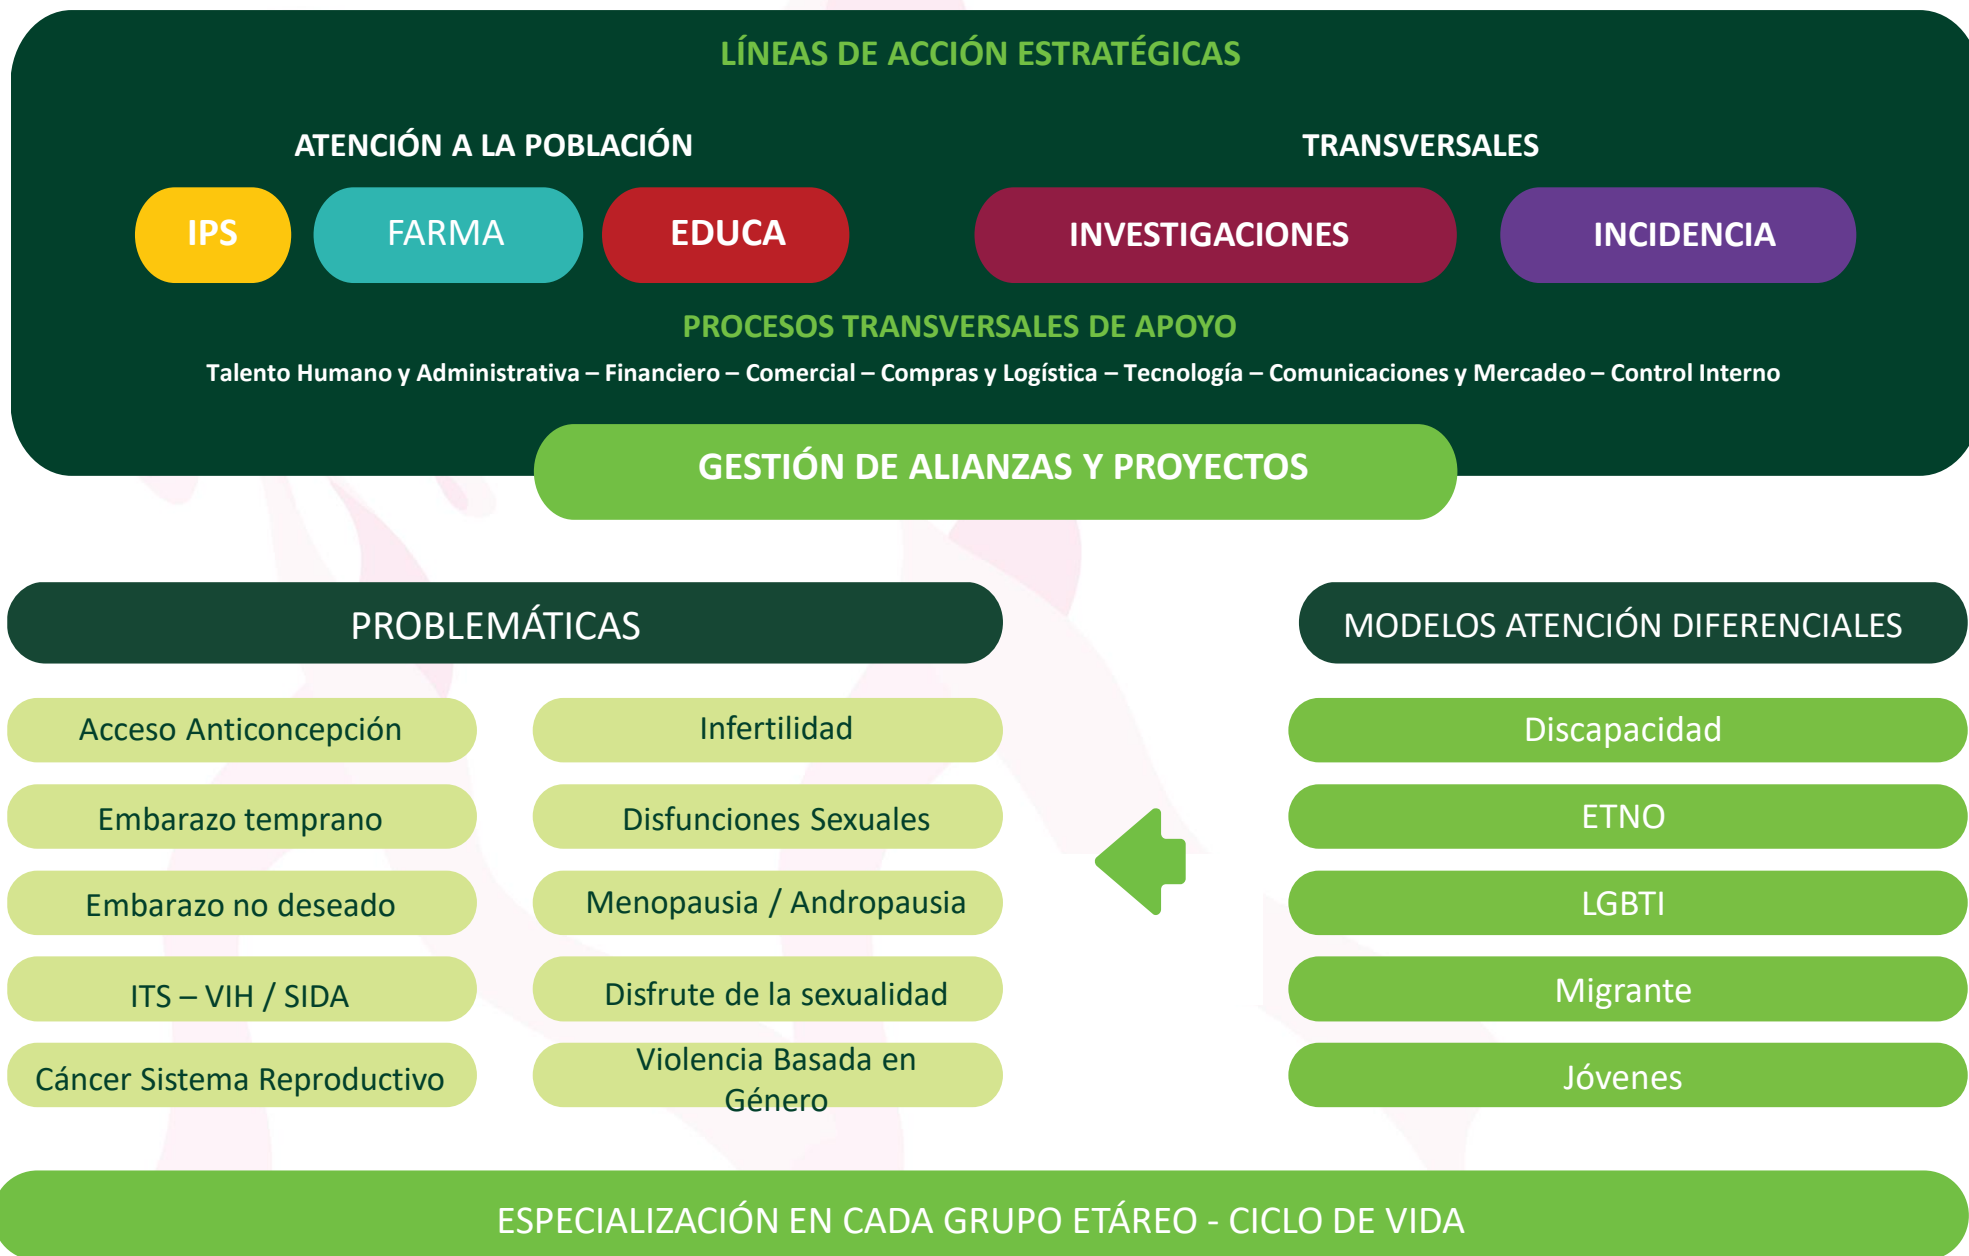 LÍNEAS DE ACCIÓN ESTRATÉGICAS
ATENCIÓN A LA POBLACIÓN
TRANSVERSALES
IPS
FARMA
EDUCA
INVESTIGACIONES
INCIDENCIA
PROCESOS TRANSVERSALES DE APOYO
Talento Humano y Administrativa – Financiero – Comercial – Compras y Logística – Tecnología – Comunicaciones y Mercadeo – Control Interno
GESTIÓN DE ALIANZAS Y PROYECTOS
PROBLEMÁTICAS
Acceso Anticoncepción
Embarazo temprano
Embarazo no deseado
ITS – VIH / SIDA
Cáncer Sistema Reproductivo
Infertilidad
Disfunciones Sexuales
Menopausia / Andropausia
Disfrute de la sexualidad
Violencia Basada en
Género
MODELOS ATENCIÓN DIFERENCIALES
Discapacidad
ETNO
LGBTI
Migrante
Jóvenes
ESPECIALIZACIÓN EN CADA GRUPO ETÁREO - CICLO DE VIDA